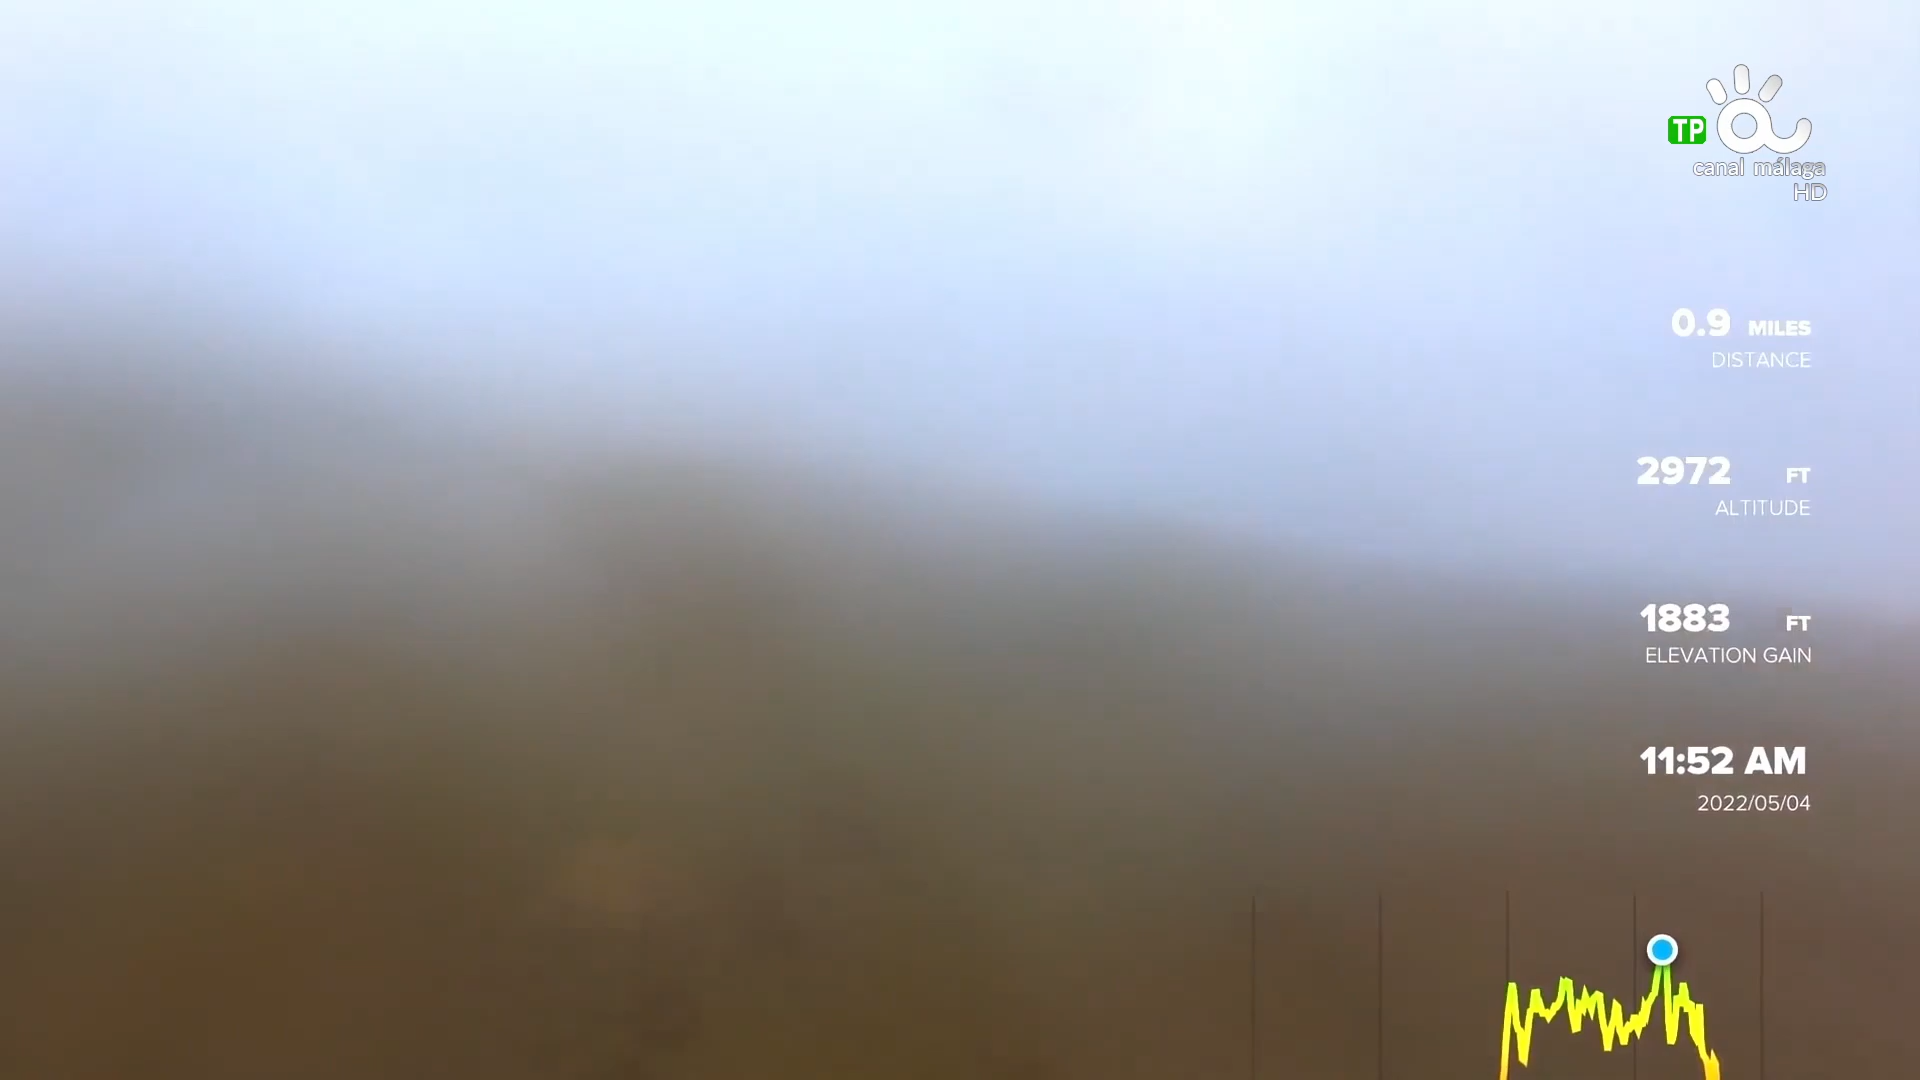 TP
canal málaga
HD
0.9 MILES
DISTANCE
2972 FT
ALTITUDE
1883 FT
ELEVATION GAIN
11:52 AM
2022/05/04